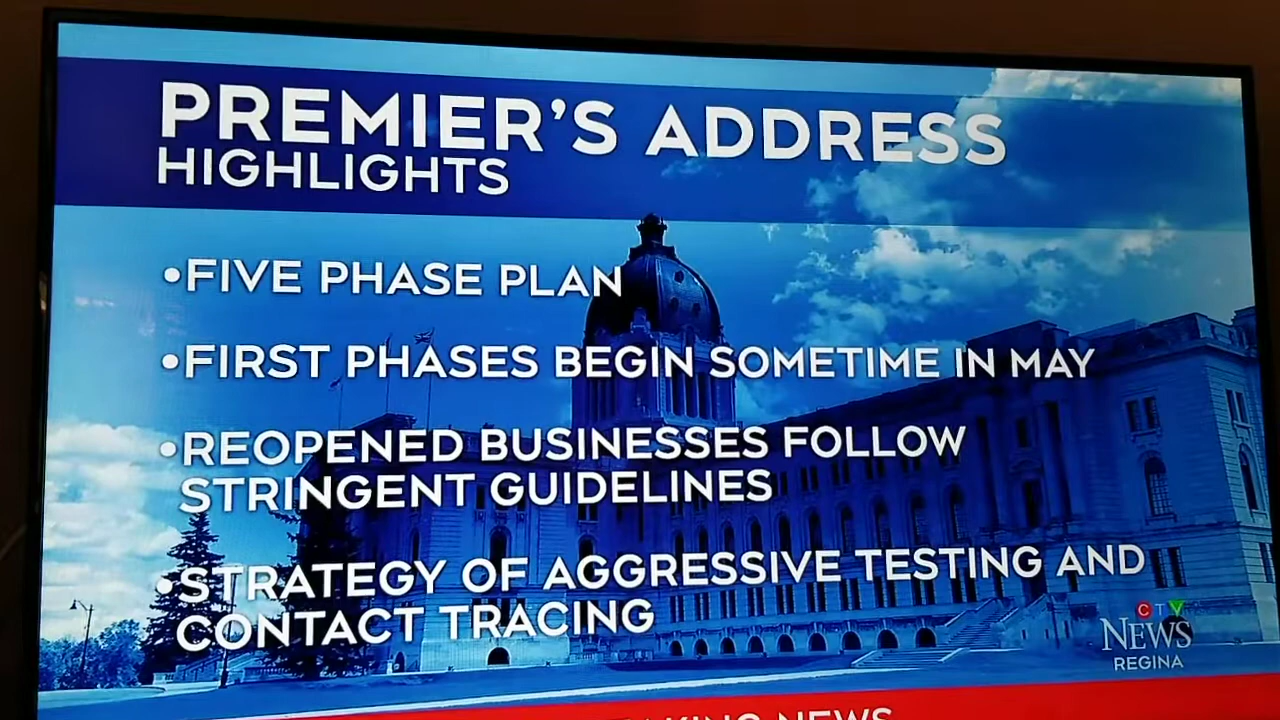 PREMIER'S ADDRESS
HIGHLIGHTS
•FIVE PHASE PLAN
•FIRST PHASES BEGIN SOMETIME IN MAY
•REOPENED BUSINESSES FOLLOW
STRINGENT GUIDELINES
•STRATEGY OF AGGRESSIVE TESTING AND
CONTACT TRACING
CTV
NEWS
REGINA
NEWS